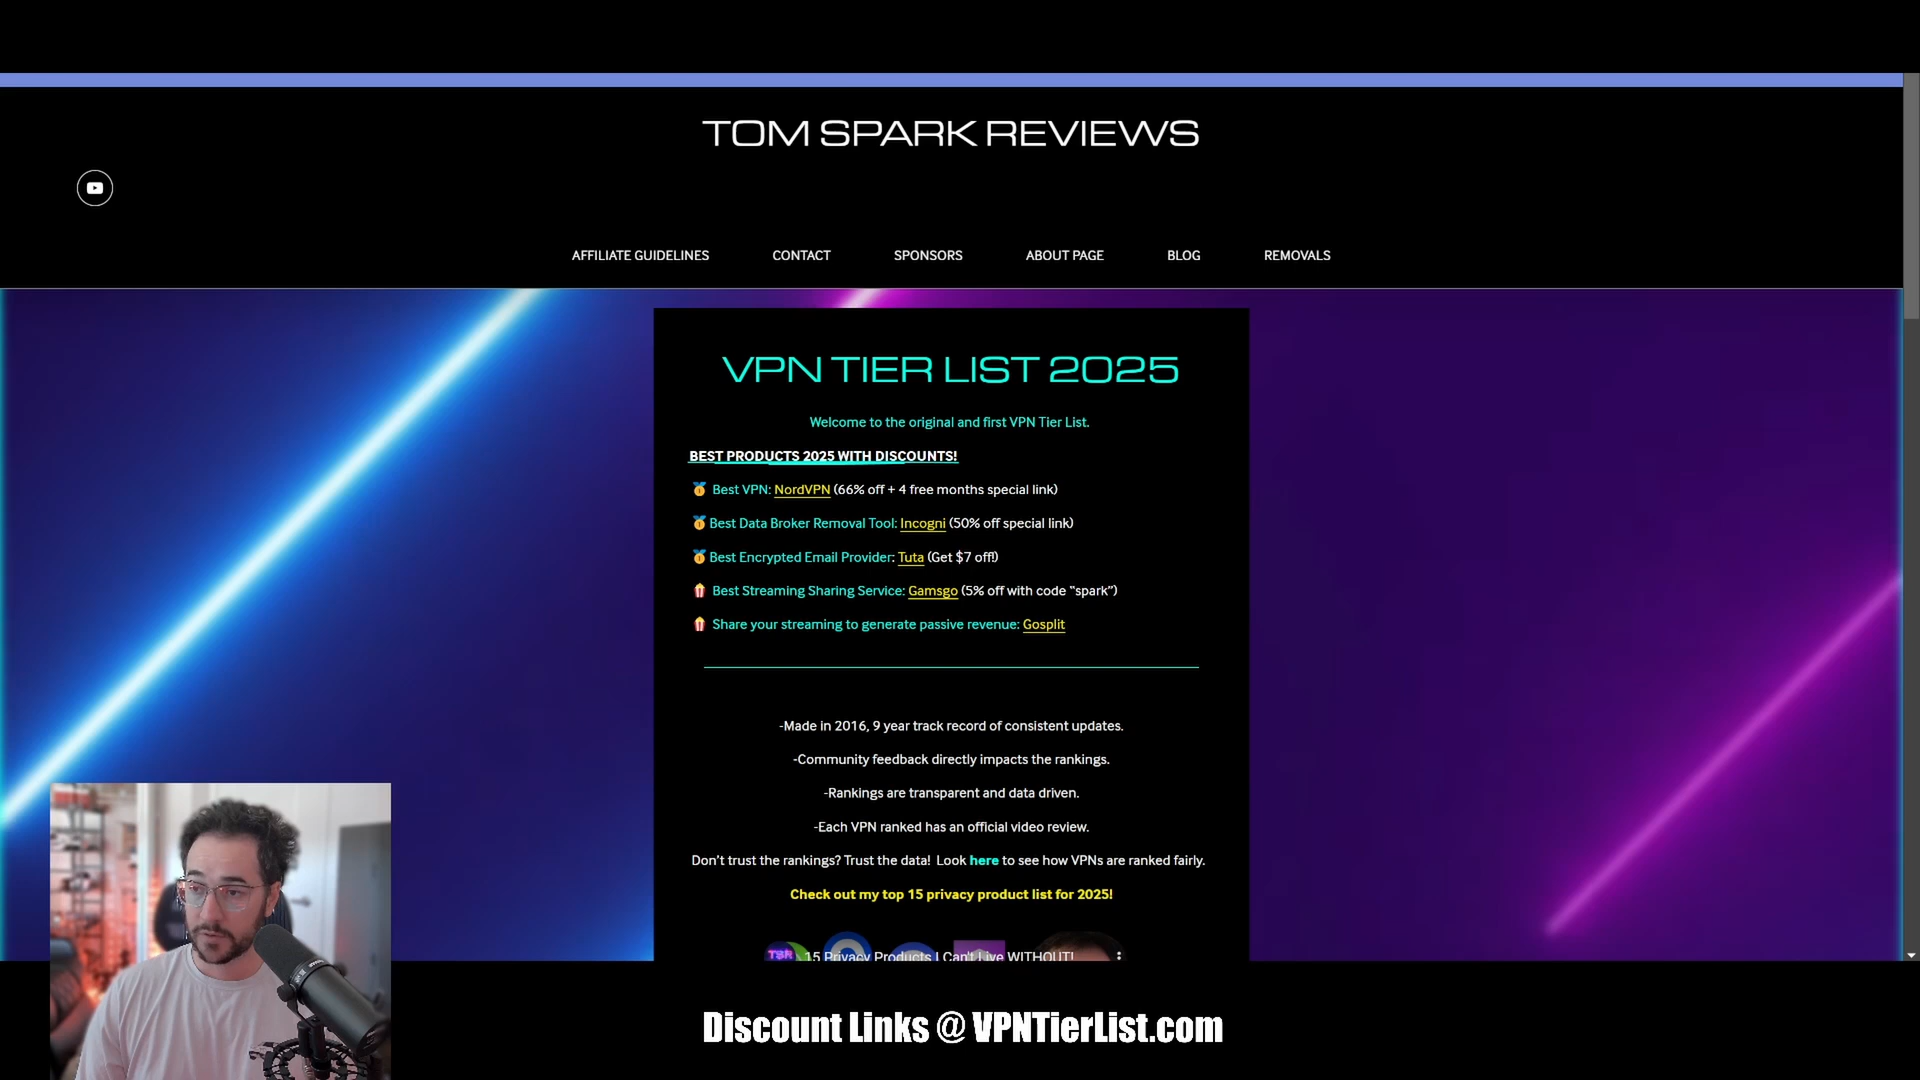 TOM SPARK REVIEWS
AFFILIATE GUIDELINES CONTACT SPONSORS ABOUT PAGE BLOG REMOVALS
VPN TIER LIST 2025
Welcome to the original and first VPN Tier List.
BEST PRODUCTS 2025 WITH DISCOUNTS!
Best VPN: NordVPN (66% off + 4 free months special link)
Best Data Broker Removal Tool: Incogni (50% off special link)
Best Encrypted Email Provider: Tuta (Get $7 off!)
Best Streaming Sharing Service: Gamsgo (5% off with code “spark”)
Share your streaming to generate passive revenue: Gosplit
-Made in 2016, 9 year track record of consistent updates.
-Community feedback directly impacts the rankings.
-Rankings are transparent and data driven.
-Each VPN ranked has an official video review.
Don’t trust the rankings? Trust the data! Look here to see how VPNs are ranked fairly.
Check out my top 15 privacy product list for 2025!
TSR 15 Privacy Products I Can't Live WITHOUT!
Discount Links @ VPNTierList.com